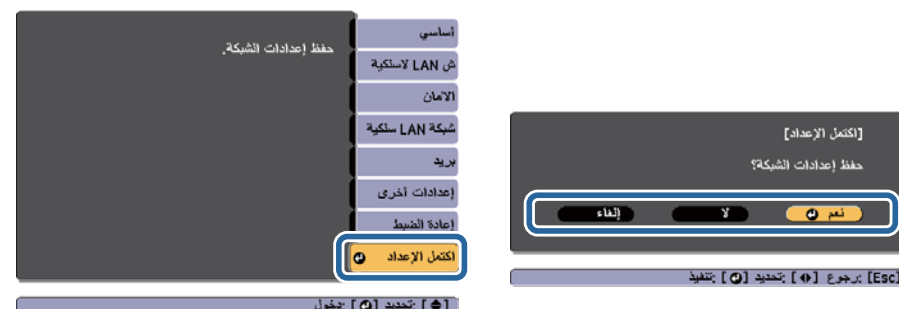 أساسي
حفظ إعدادات الشبكة.
ش LAN لاسلكية
الأمان
شبكة LAN سلكية
بريد
إعدادات أخرى
إعادة الضبط
اكتمل الإعداد
[ ] :تحديد [ ] :دخول
[اكتمل الإعداد]
حفظ إعدادات الشبكة؟
نعم لا إلغاء
[Esc] :رجوع [ ] :تحديد [ ] :تنفيذ